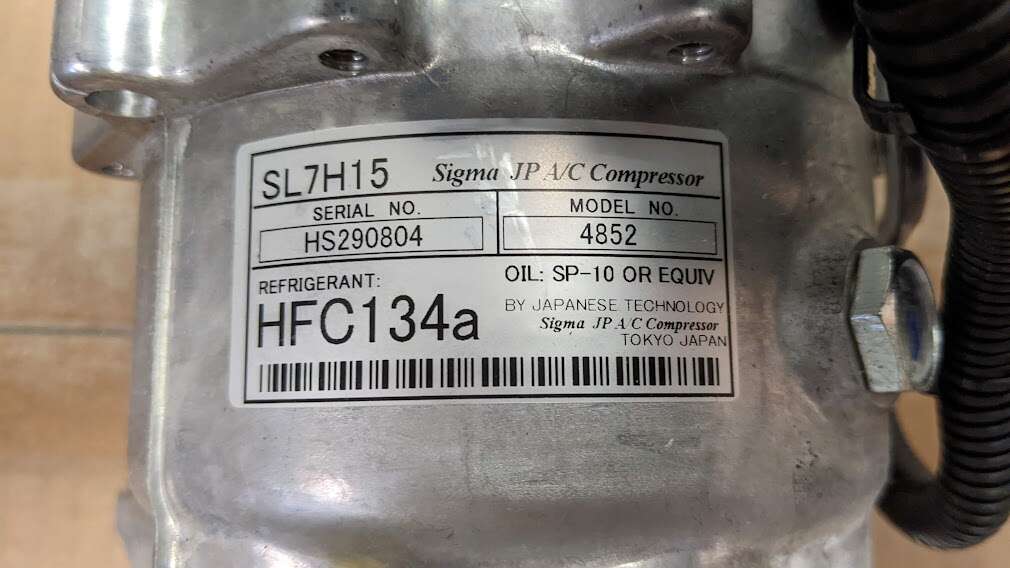 SL7H15 Sigma JP A/C Compressor
SERIAL NO. MODEL NO.
HS290804 4852
REFRIGERANT: OIL: SP-10 OR EQUIV
HFC134a BY JAPANESE TECHNOLOGY
Sigma JP A/C Compressor
TOKYO JAPAN